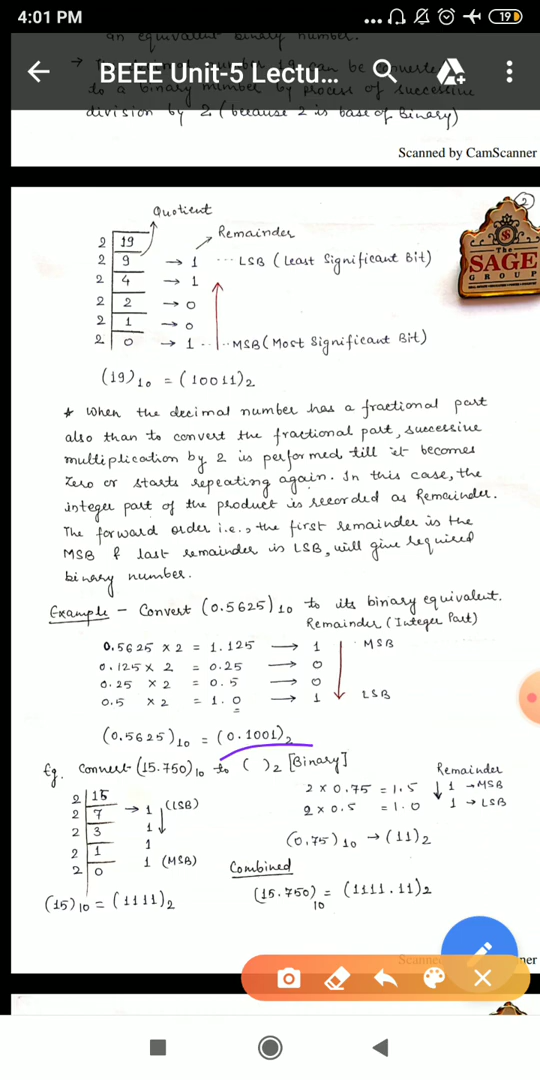 4:01 PM
19
an equivalent binary number.
BEEE Unit-5 Lectu...
to a binary number by process of successive
division by 2 (because 2 is base of Binary)
Scanned by CamScanner
2
The
SAGE
GROUP
Quotient
Remainder
2 19
2 9 → 1 ... LSB (Least Significant Bit)
2 4 → 1
2 2 → 0
2 1 → 0
2 0 → 1 .. .. MSB (Most Significant Bit)
(19)10 = (10011)2
* When the decimal number has a fractional part
also than to convert the fractional part, successive
multiplication by 2 is performed till it becomes
Zero or starts repeating again. In this case, the
integer part of the product is recorded as Remainder.
The forward order i.e., the first remainder is the
MSB & last remainder is LSB, will give required
binary number.
Example - Convert (0.5625)10 to its binary equivalent.
Remainder (Integer Part)
0.5625 x 2 = 1.125 → 1 MSB
0.125 x 2 = 0.25 → 0
0.25 x 2 = 0.5 → 0
0.5 x 2 = 1.0 → 1 LSB
(0.5625)10 = (0.1001)2
Eg. Convert (15.750)10 to ( )2 [Binary]
2 15
2 7 → 1 (LSB)
2 3 1
2 1 1
2 0 1 (MSB)
(15)10 = (1111)2
Remainder
2 x 0.75 = 1.5 1 → MSB
2 x 0.5 = 1.0 1 → LSB
(0.75)10 → (11)2
Combined
(15.750)10 = (1111.11)2